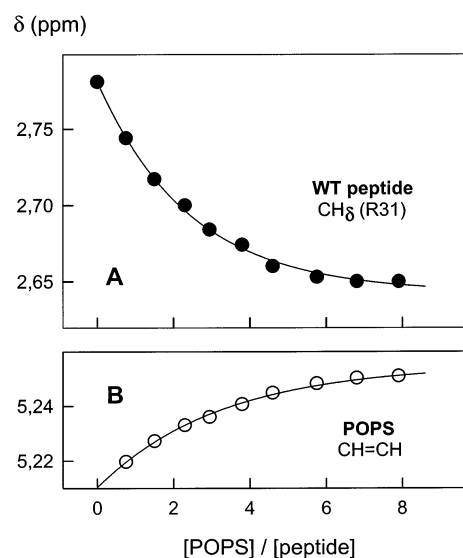 δ (ppm)
2,75
2,70
2,65
WT peptide
CHδ (R31)
A
B
5,24
5,22
POPS
CH=CH
0 2 4 6 8
[POPS] / [peptide]